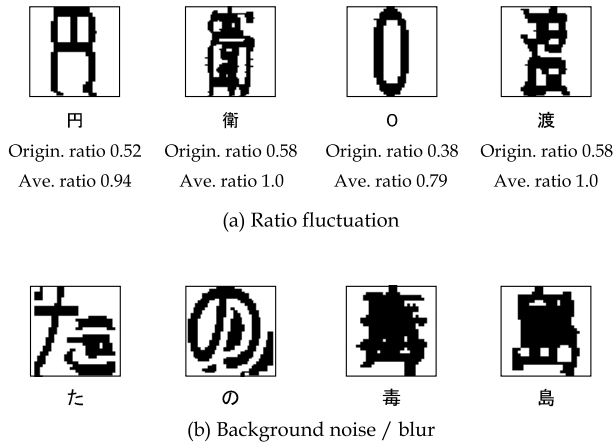 円 衛 O 渡
Origin. ratio 0.52 Origin. ratio 0.58 Origin. ratio 0.38 Origin. ratio 0.58
Ave. ratio 0.94 Ave. ratio 1.0 Ave. ratio 0.79 Ave. ratio 1.0
(a) Ratio fluctuation
た の 毒 島
(b) Background noise / blur